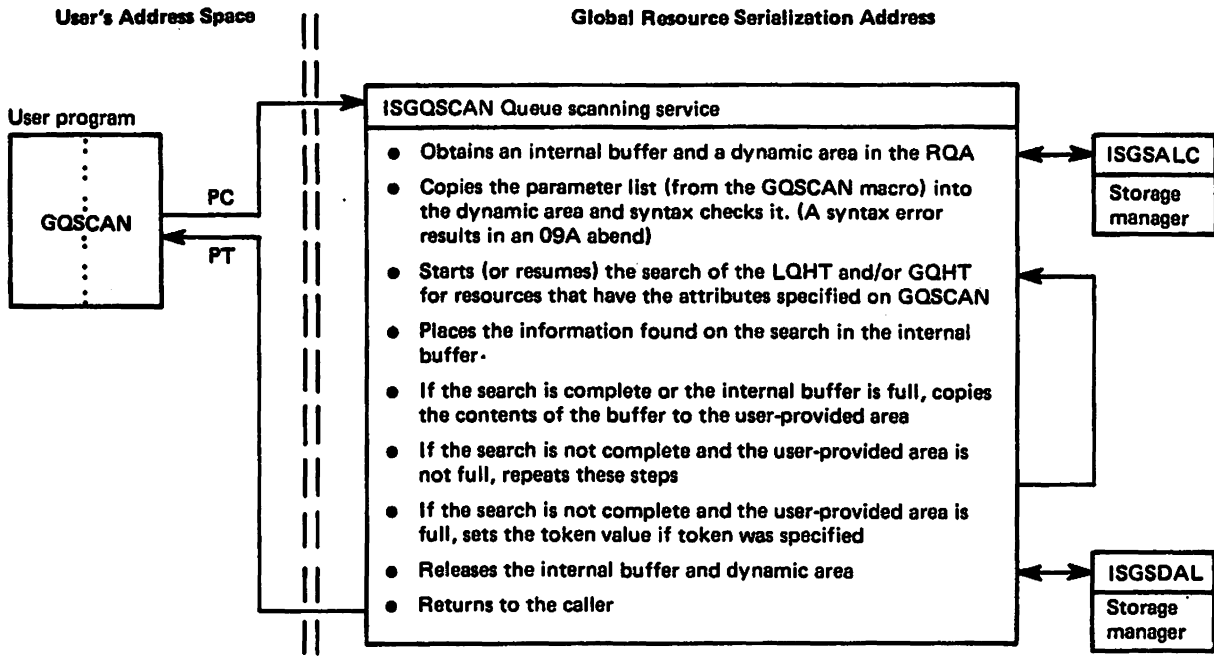 User's Address Space
Global Resource Serialization Address
User program
GQSCAN
PC
PT
ISGQSCAN Queue scanning service
● Obtains an internal buffer and a dynamic area in the RQA
● Copies the parameter list (from the GQSCAN macro) into
the dynamic area and syntax checks it. (A syntax error
results in an 09A abend)
● Starts (or resumes) the search of the LQHT and/or GQHT
for resources that have the attributes specified on GQSCAN
● Places the information found on the search in the internal
buffer.
● If the search is complete or the internal buffer is full, copies
the contents of the buffer to the user-provided area
● If the search is not complete and the user-provided area is
not full, repeats these steps
● If the search is not complete and the user-provided area is
full, sets the token value if token was specified
● Releases the internal buffer and dynamic area
● Returns to the caller
ISGSALC
Storage
manager
ISGSDAL
Storage
manager